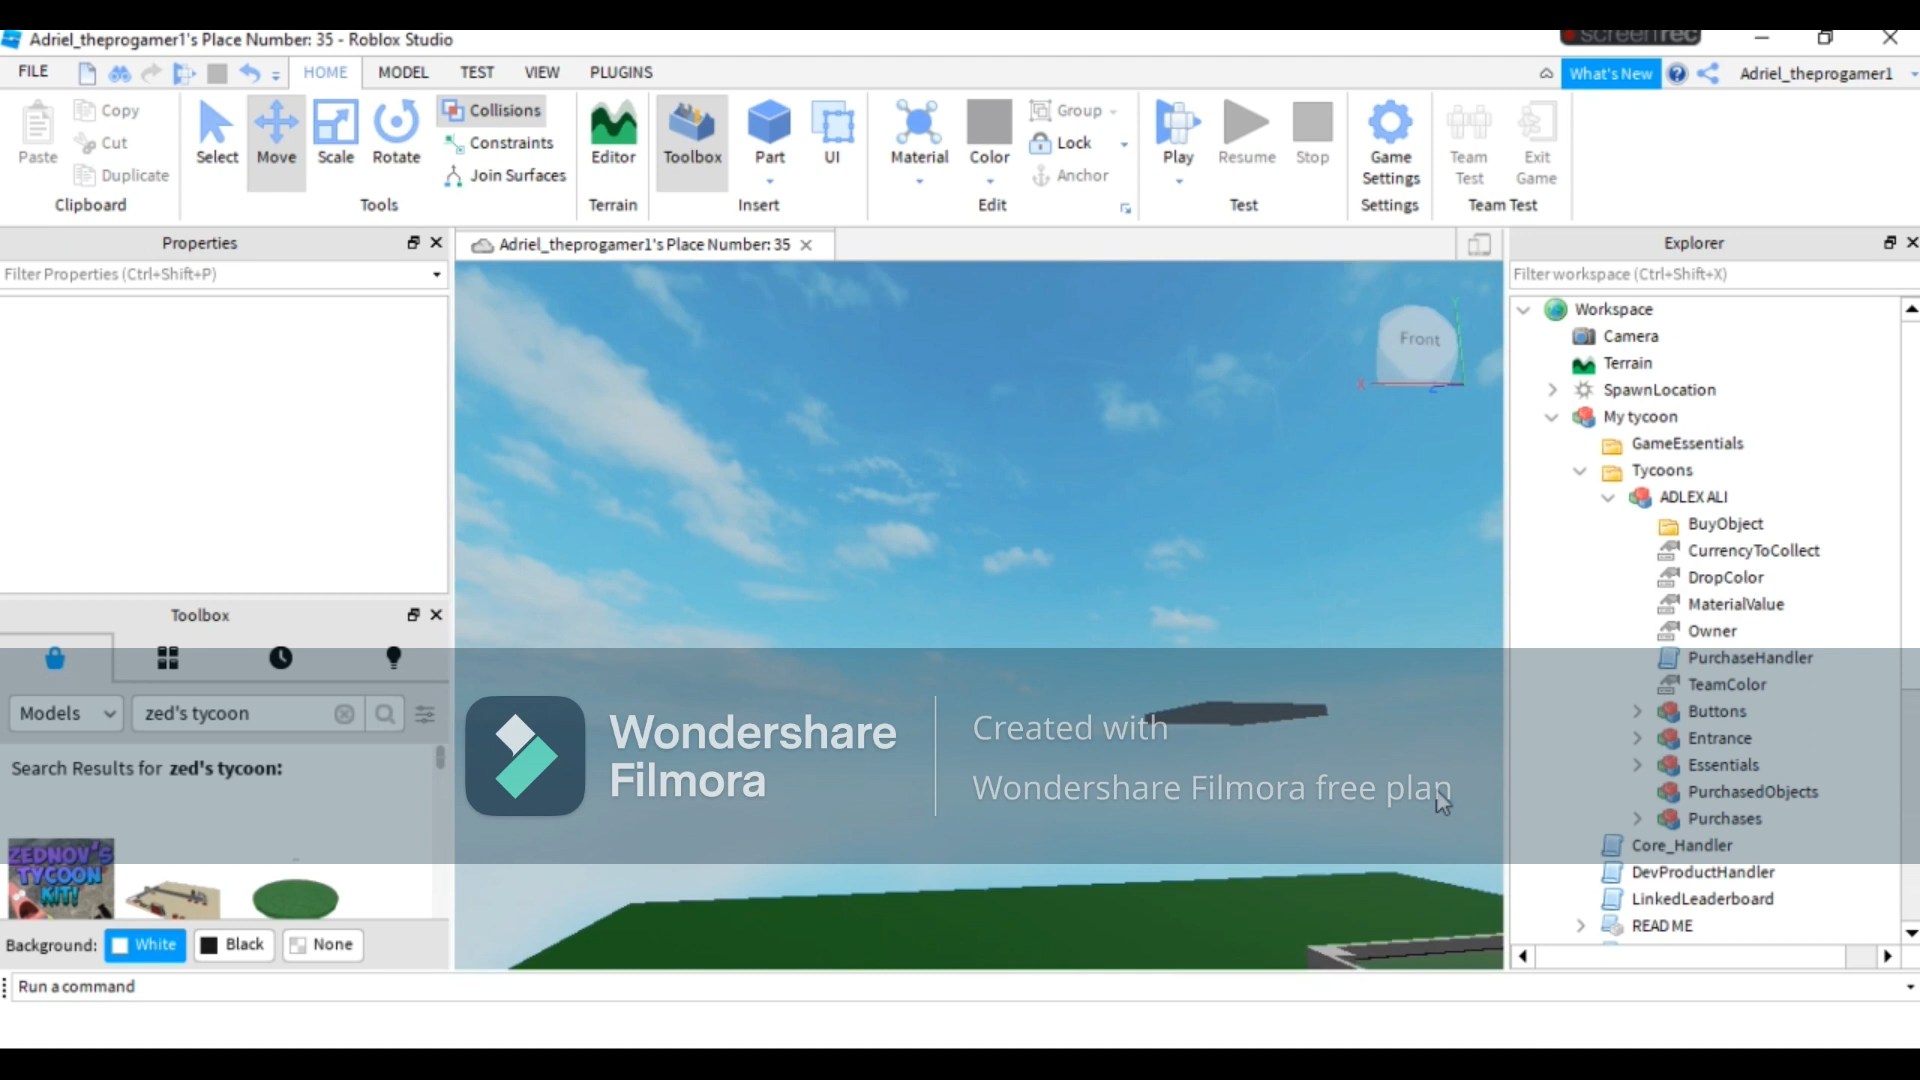 Adriel_theprogamer1's Place Number: 35 - Roblox Studio
screenrec
FILE
HOME
MODEL
TEST
VIEW
PLUGINS
What's New
Adriel_theprogamer1
Paste
Copy
Cut
Duplicate
Clipboard
Select
Move
Scale
Rotate
Collisions
Constraints
Join Surfaces
Tools
Editor
Terrain
Toolbox
Part
UI
Insert
Material
Color
Group
Lock
Anchor
Edit
Play
Resume
Stop
Test
Game
Settings
Settings
Team
Test
Exit
Game
Team Test
Properties
Filter Properties (Ctrl+Shift+P)
Adriel_theprogamer1's Place Number: 35
Front
X
Y
Z
Explorer
Filter workspace (Ctrl+Shift+X)
Workspace
Camera
Terrain
SpawnLocation
My tycoon
GameEssentials
Tycoons
ADLEX ALI
BuyObject
CurrencyToCollect
DropColor
MaterialValue
Owner
PurchaseHandler
TeamColor
Buttons
Entrance
Essentials
PurchasedObjects
Purchases
Core_Handler
DevProductHandler
LinkedLeaderboard
READ ME
Toolbox
Models
zed's tycoon
Search Results for zed's tycoon:
ZEDNOV'S
TYCOON
KIT!
Background:
White
Black
None
Wondershare
Filmora
Created with
Wondershare Filmora free plan
Run a command